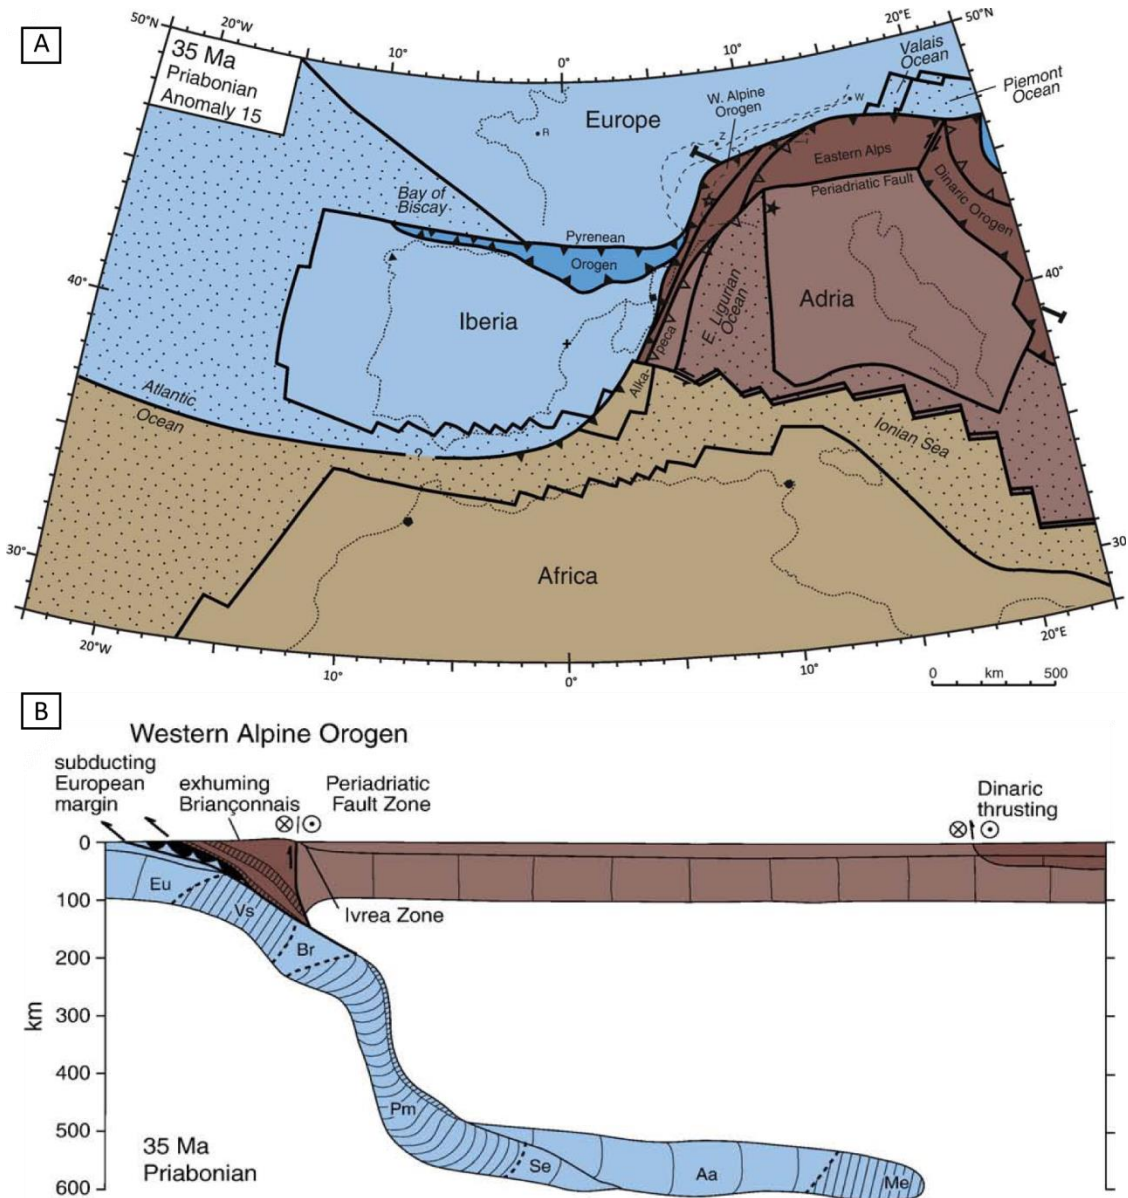 A
50°N
20°W
10°
0°
10°
20°E
50°N
35 Ma
Priabonian
Anomaly 15
Valais
Ocean
Piemont
Ocean
W. Alpine
Orogen
W
Z
R
Europe
Eastern Alps
Periadriatic Fault
Dinaric Orogen
Bay of
Biscay
Pyrenean
Orogen
40°
40°
Iberia
E. Ligurian
Ocean
Adria
Alka-
peca
Atlantic
Ocean
?
Ionian Sea
30°
30
Africa
20°W
10°
0°
10°
20°E
0 km 500
B
Western Alpine Orogen
subducting
European
margin
exhuming
Briançonnais
Periadriatic
Fault Zone
Dinaric
thrusting
0
100
200
300
400
500
600
km
Eu
Vs
Br
Ivrea Zone
Pm
Se
Aa
Me
35 Ma
Priabonian